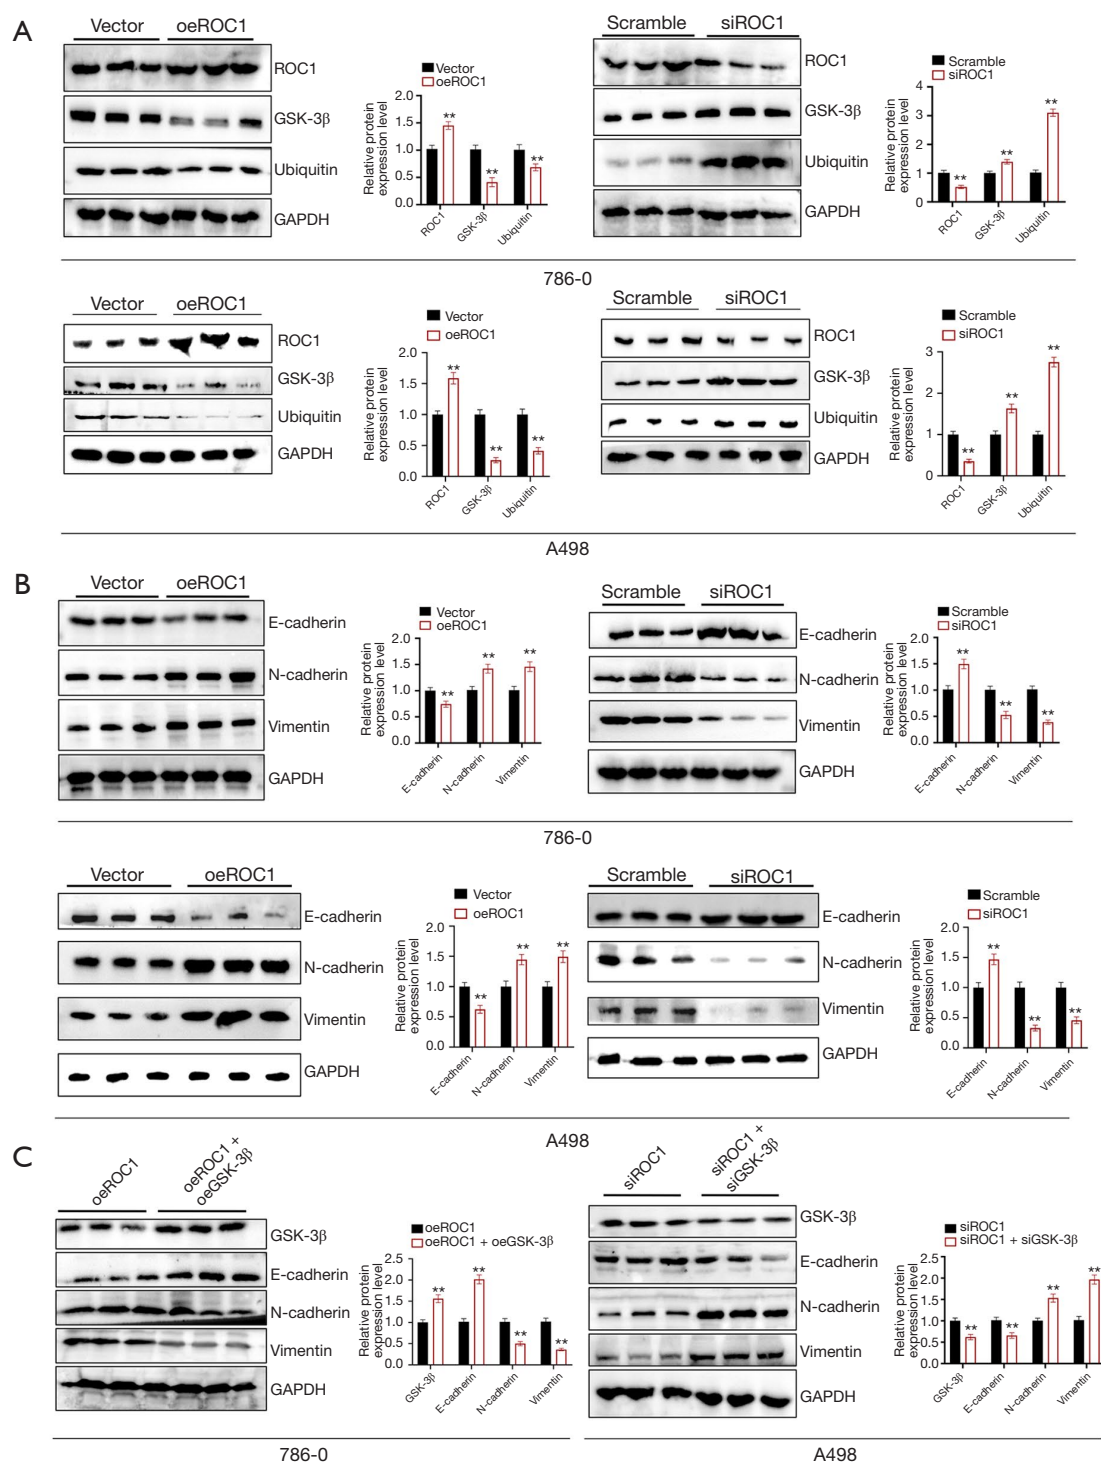 A
Vector oeROC1
ROC1
GSK-3β
Ubiquitin
GAPDH
Vector
oeROC1
Relative protein
expression level
2.0
1.5
1.0
0.5
0.0
ROC1
GSK-3β
Ubiquitin
Scramble siROC1
ROC1
GSK-3β
Ubiquitin
GAPDH
Scramble
siROC1
Relative protein
expression level
4
3
2
1
0
ROC1
GSK-3β
Ubiquitin
** ** **
** ** **
786-0
Vector oeROC1
ROC1
GSK-3β
Ubiquitin
GAPDH
Vector
oeROC1
Relative protein
expression level
2.0
1.5
1.0
0.5
0.0
** ** **
ROC1
GSK-3β
Ubiquitin
Scramble siROC1
ROC1
GSK-3β
Ubiquitin
GAPDH
Scramble
siROC1
Relative protein
expression level
3
2
1
0
** ** **
ROC1
GSK-3β
Ubiquitin
A498
B
Vector oeROC1
E-cadherin
N-cadherin
Vimentin
GAPDH
Vector
oeROC1
Relative protein
expression level
2.0
1.5
1.0
0.5
0.0
** ** **
E-cadherin
N-cadherin
Vimentin
Scramble siROC1
E-cadherin
N-cadherin
Vimentin
GAPDH
Scramble
siROC1
Relative protein
expression level
2.0
1.5
1.0
0.5
0.0
** ** **
E-cadherin
N-cadherin
Vimentin
786-0
Vector oeROC1
E-cadherin
N-cadherin
Vimentin
GAPDH
Vector
oeROC1
Relative protein
expression level
2.0
1.5
1.0
0.5
0.0
** ** **
E-cadherin
N-cadherin
Vimentin
Scramble siROC1
E-cadherin
N-cadherin
Vimentin
GAPDH
Scramble
siROC1
Relative protein
expression level
2.0
1.5
1.0
0.5
0.0
** ** **
E-cadherin
N-cadherin
Vimentin
A498
C
oeROC1
oeROC1 +
oeGSK-3β
GSK-3β
E-cadherin
N-cadherin
Vimentin
GAPDH
oeROC1
oeROC1 + oeGSK-3β
Relative protein
expression level
2.5
2.0
1.5
1.0
0.5
0.0
** ** ** **
GSK-3β
E-cadherin
N-cadherin
Vimentin
786-0
siROC1
siROC1 +
siGSK-3β
GSK-3β
E-cadherin
N-cadherin
Vimentin
GAPDH
siROC1
siROC1 + siGSK-3β
Relative protein
expression level
2.5
2.0
1.5
1.0
0.5
0.0
** ** ** **
GSK-3β
E-cadherin
N-cadherin
Vimentin
A498